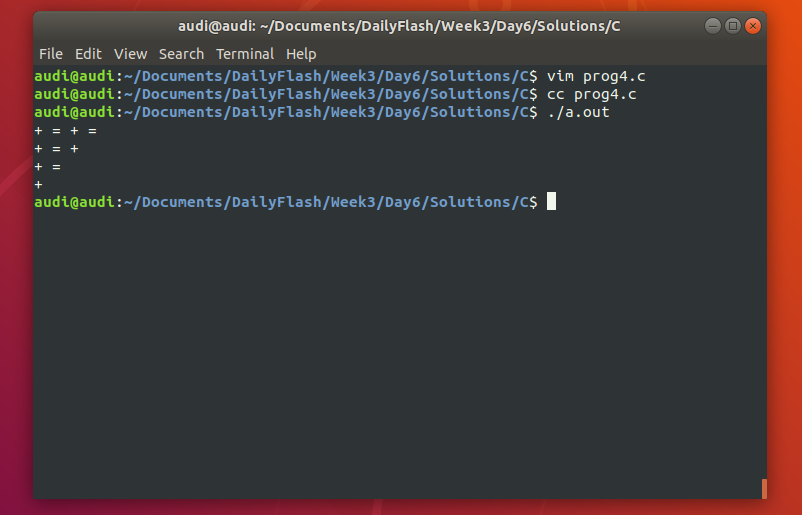 audi@audi: ~/Documents/DailyFlash/Week3/Day6/Solutions/C
File Edit View Search Terminal Help
audi@audi:~/Documents/DailyFlash/Week3/Day6/Solutions/C$ vim prog4.c
audi@audi:~/Documents/DailyFlash/Week3/Day6/Solutions/C$ cc prog4.c
audi@audi:~/Documents/DailyFlash/Week3/Day6/Solutions/C$ ./a.out
+ = + =
+ = +
+ =
+
audi@audi:~/Documents/DailyFlash/Week3/Day6/Solutions/C$